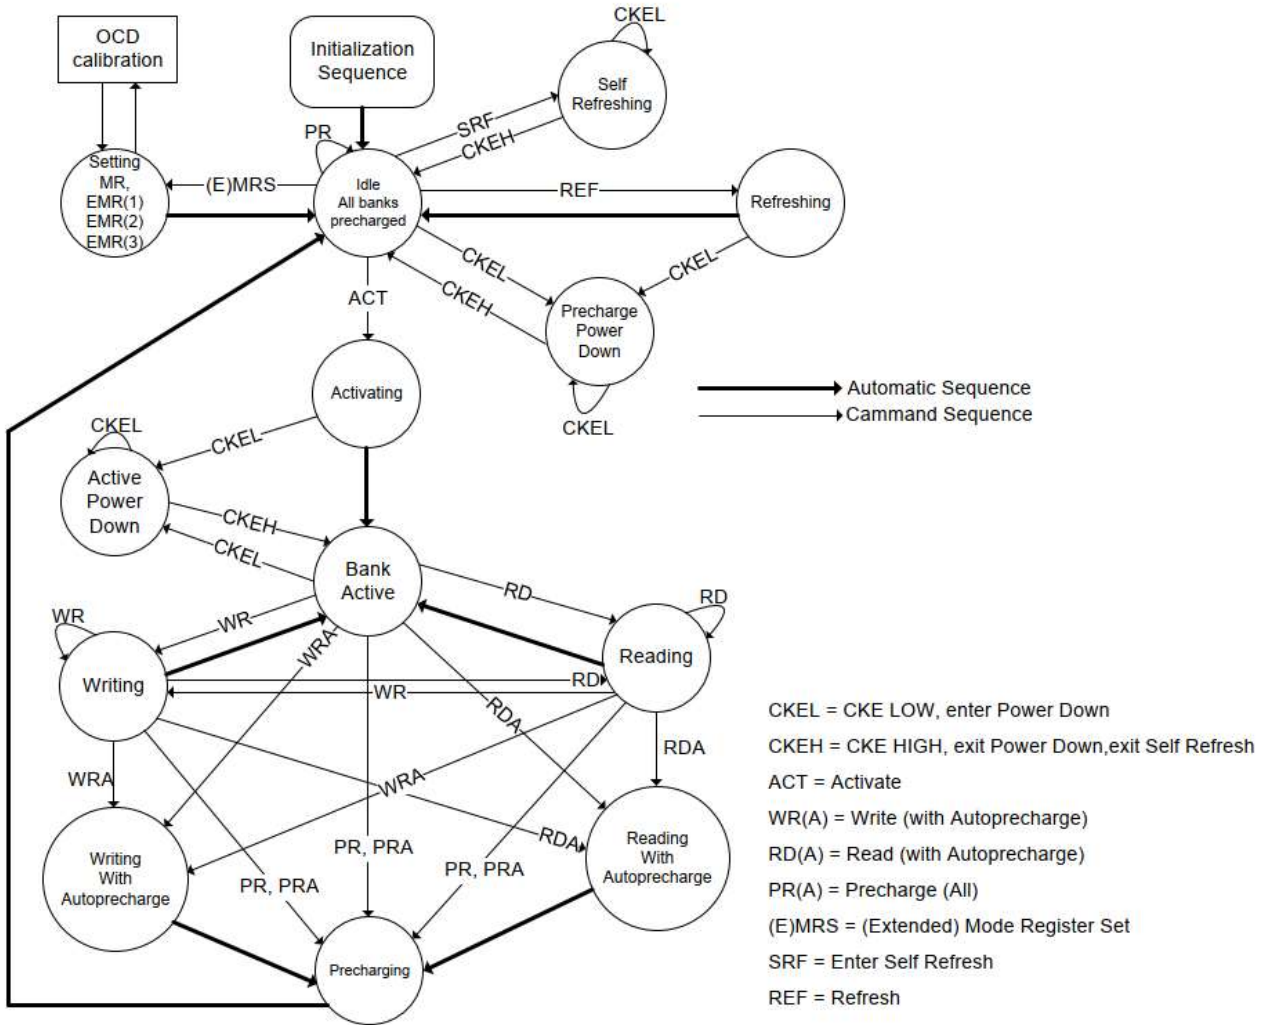 OCD
calibration
Initialization
Sequence
CKEL
Self
Refreshing
PR
SRF
CKEH
Setting
MR,
EMR(1)
EMR(2)
EMR(3)
(E)MRS
Idle
All banks
precharged
REF
Refreshing
CKEL
CKEH
CKEL
ACT
Precharge
Power
Down
CKEL
Activating
Automatic Sequence
Cammand Sequence
CKEL
CKEL
Active
Power
Down
CKEH
CKEL
Bank
Active
RD
RD
WR
WR
WRA
Writing
Reading
RD
WR
RDA
RDA
WRA
WRA
RDA
PR, PRA
PR, PRA
PR, PRA
Writing
With
Autoprecharge
Reading
With
Autoprecharge
Precharging
CKEL = CKE LOW, enter Power Down
CKEH = CKE HIGH, exit Power Down,exit Self Refresh
ACT = Activate
WR(A) = Write (with Autoprecharge)
RD(A) = Read (with Autoprecharge)
PR(A) = Precharge (All)
(E)MRS = (Extended) Mode Register Set
SRF = Enter Self Refresh
REF = Refresh